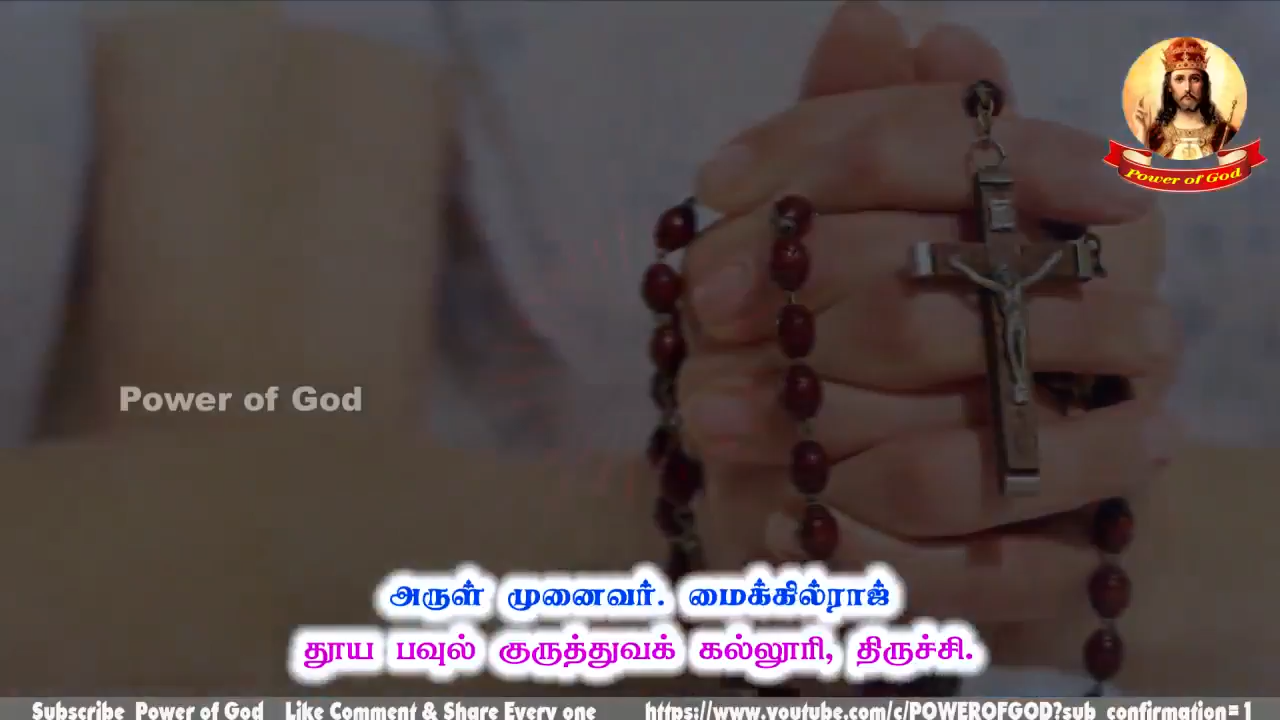 Power of God
Power of God
அருள் முனைவர். மைக்கில்ராஜ்
தூய பவுல் குருத்துவக் கல்லூரி, திருச்சி.
Subscribe Power of God Like Comment & Share Every one https://www.youtube.com/c/POWEROFGOD?sub_confirmation=1